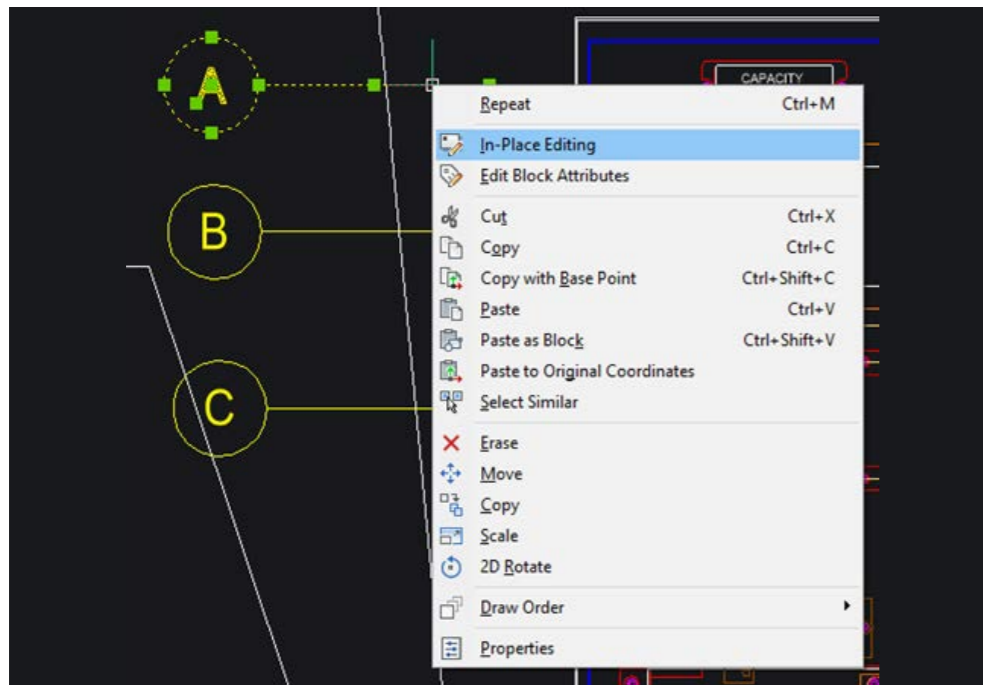 A
CAPACITY
Repeat Ctrl+M
In-Place Editing
Edit Block Attributes
B
Cut Ctrl+X
Copy Ctrl+C
Copy with Base Point Ctrl+Shift+C
Paste Ctrl+V
Paste as Block Ctrl+Shift+V
Paste to Original Coordinates
Select Similar
C
Erase
Move
Copy
Scale
2D Rotate
Draw Order
Properties